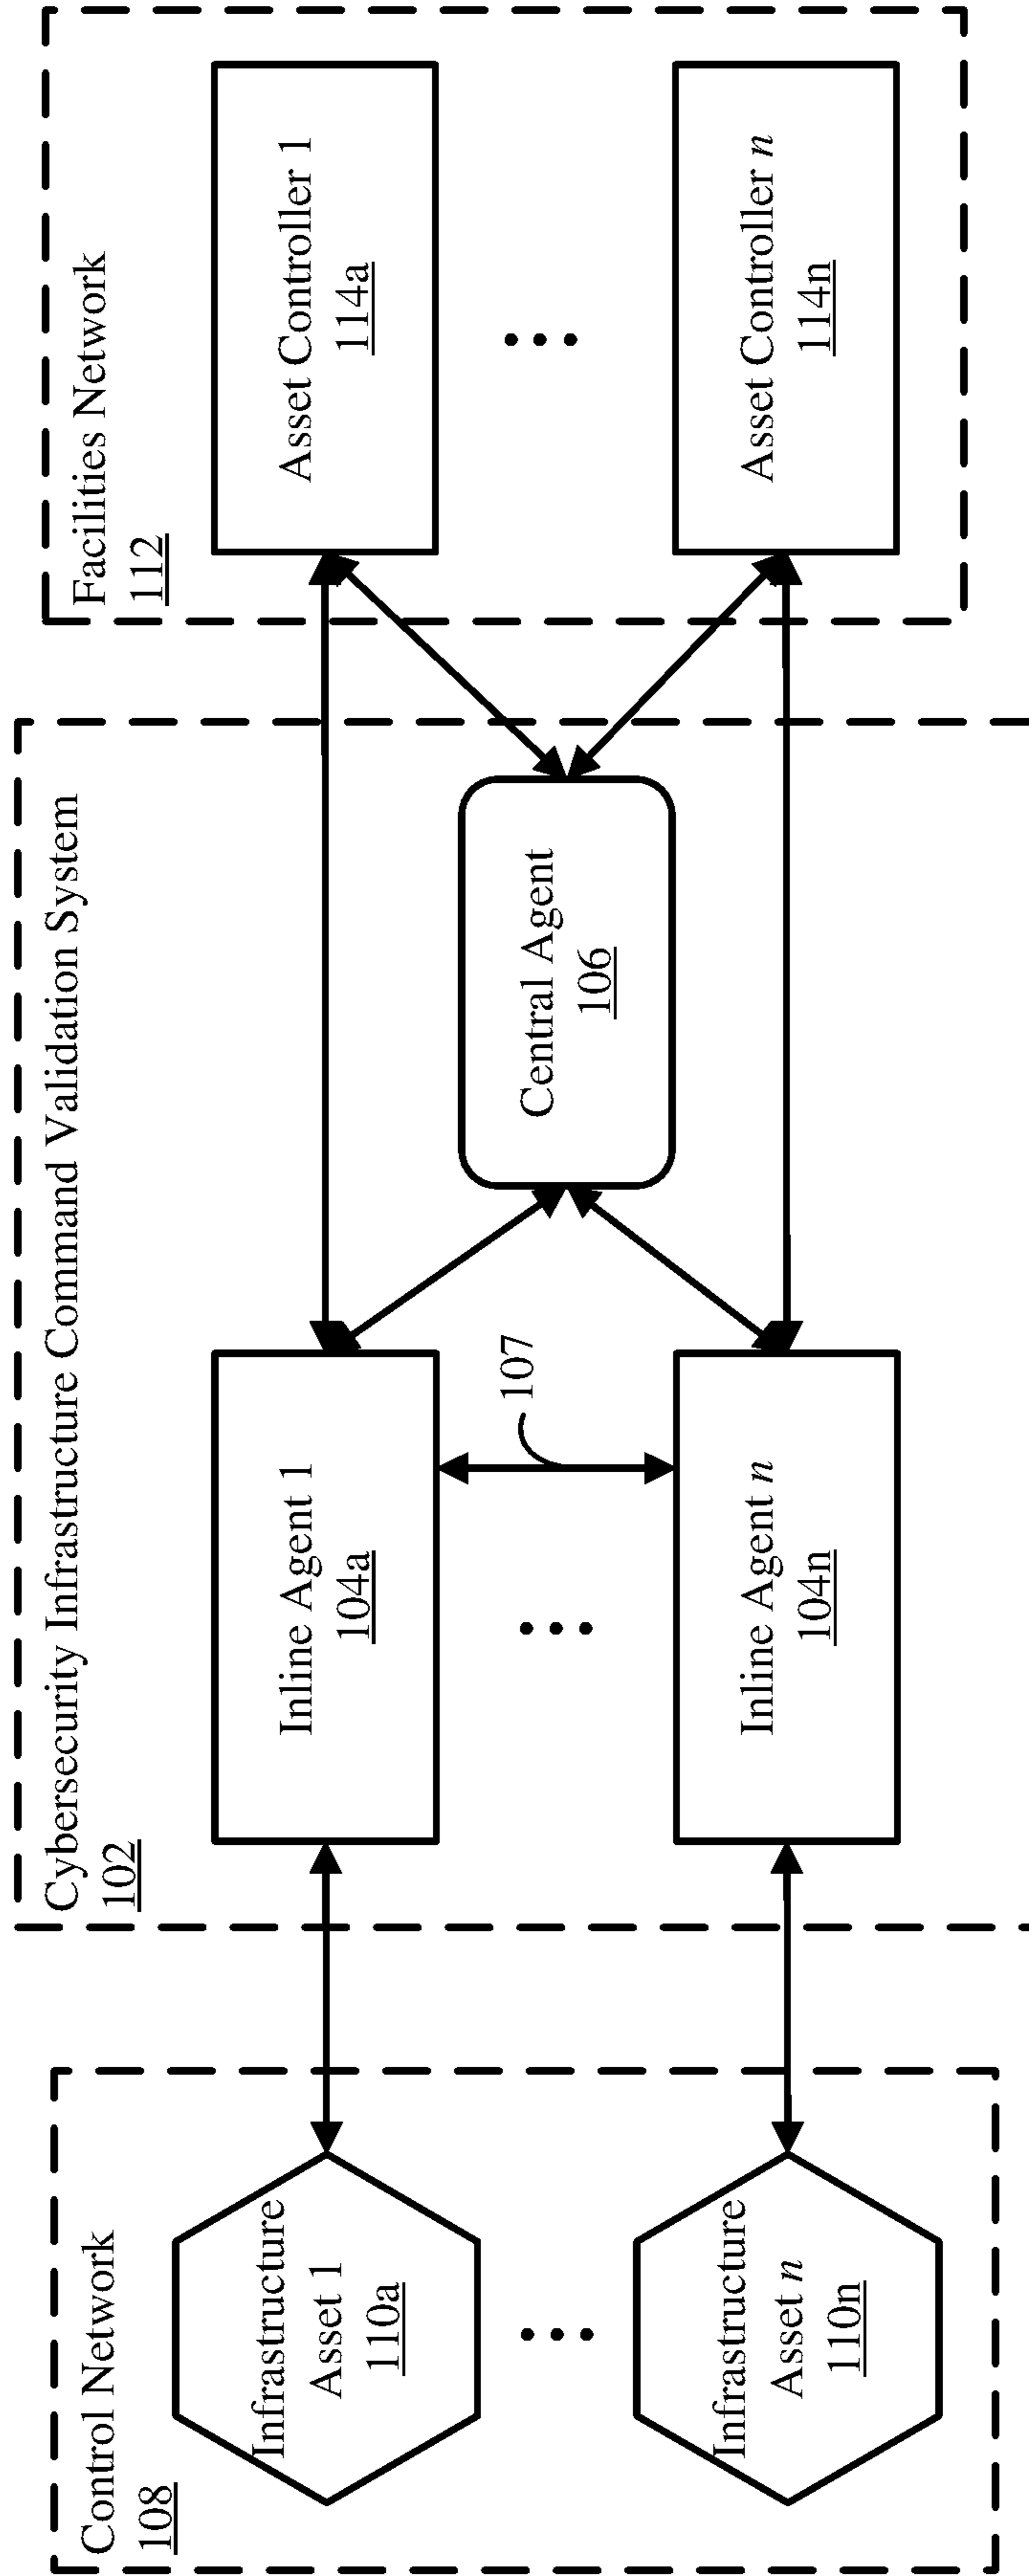 Control Network
108
Infrastructure
Asset 1
110a
Infrastructure
Asset n
110n
Cybersecurity Infrastructure Command Validation System
102
Inline Agent 1
104a
107
Inline Agent n
104n
Central Agent
106
Facilities Network
112
Asset Controller 1
114a
Asset Controller n
114n